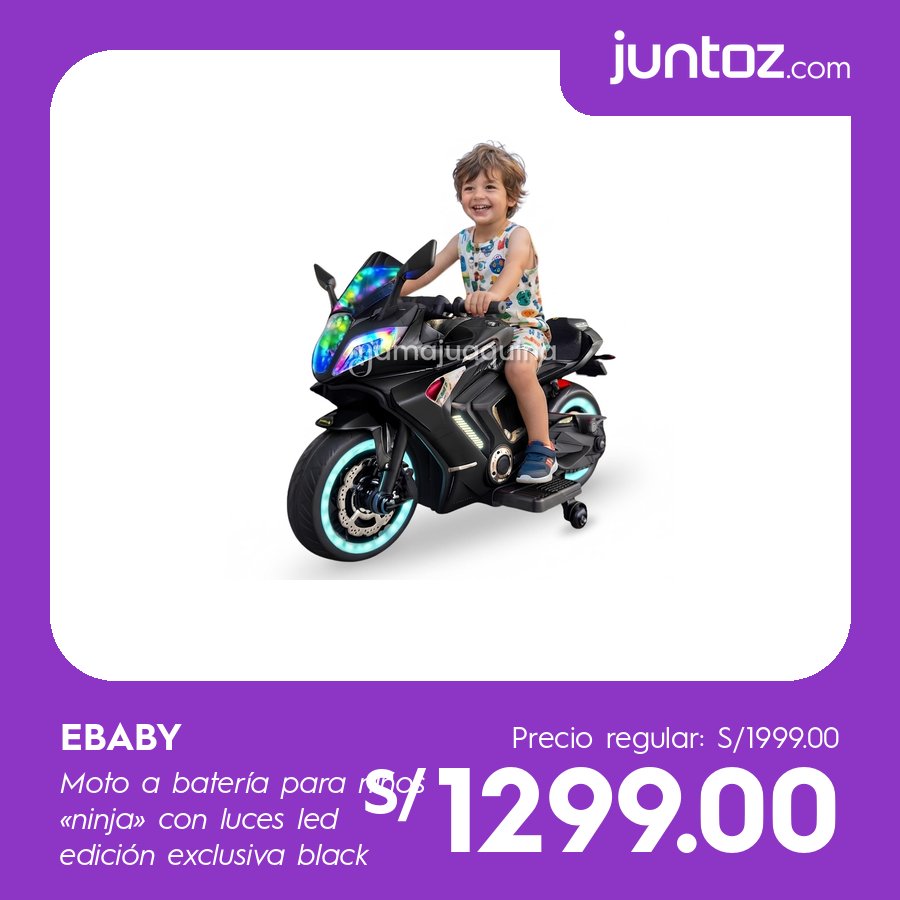 juntoz.com
yumajuaquina
EBABY
Moto a batería para niños
«ninja» con luces led
edición exclusiva black
Precio regular: S/1999.00
S/1299.00